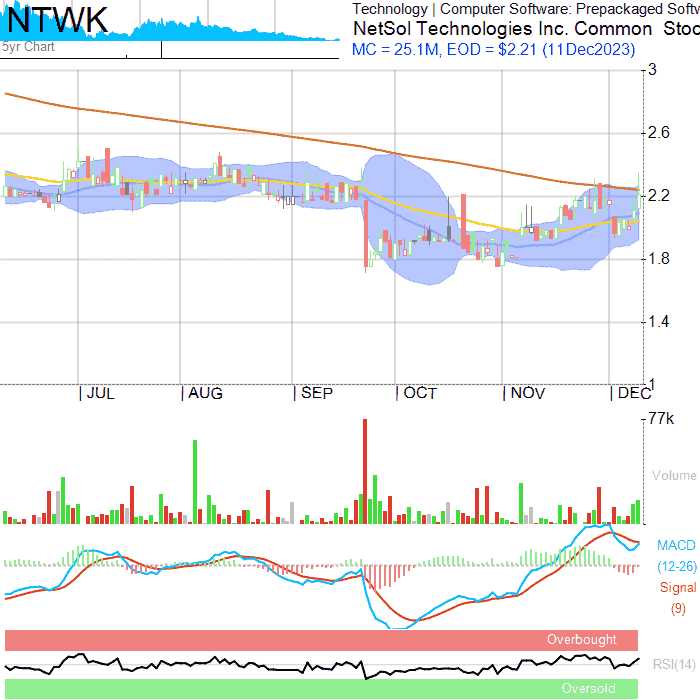 NTWK
5yr Chart
Technology | Computer Software: Prepackaged Softw
NetSol Technologies Inc. Common Stoc
MC = 25.1M, EOD = $2.21 (11Dec2023)
3
2.6
2.2
1.8
1.4
1
| JUL | AUG | SEP | OCT | NOV | DEC
77k
Volume
MACD
(12-26)
Signal
(9)
Overbought
RSI(14)
Oversold